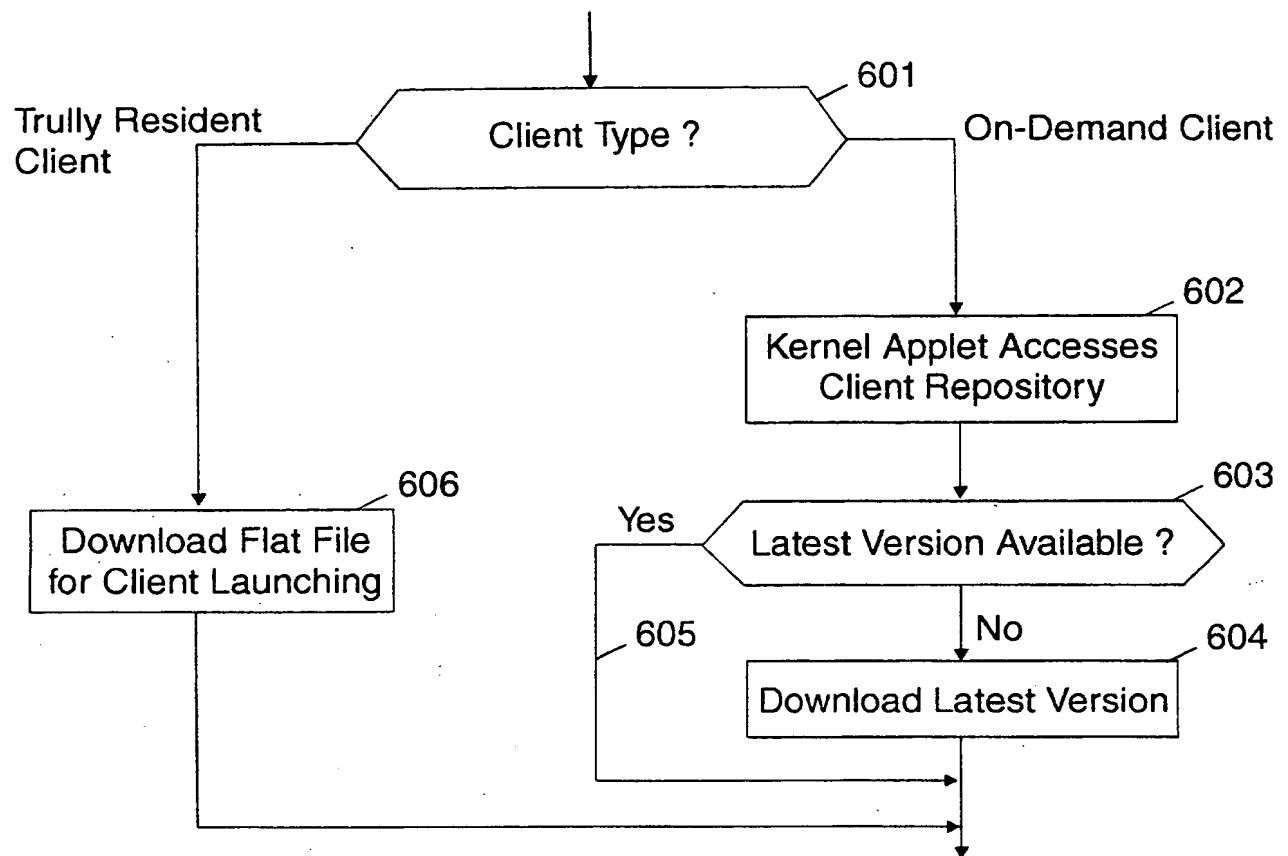 601
Client Type ?
Trully Resident
Client
On-Demand Client
602
Kernel Applet Accesses
Client Repository
606
Download Flat File
for Client Launching
603
Yes
Latest Version Available ?
605
No
604
Download Latest Version